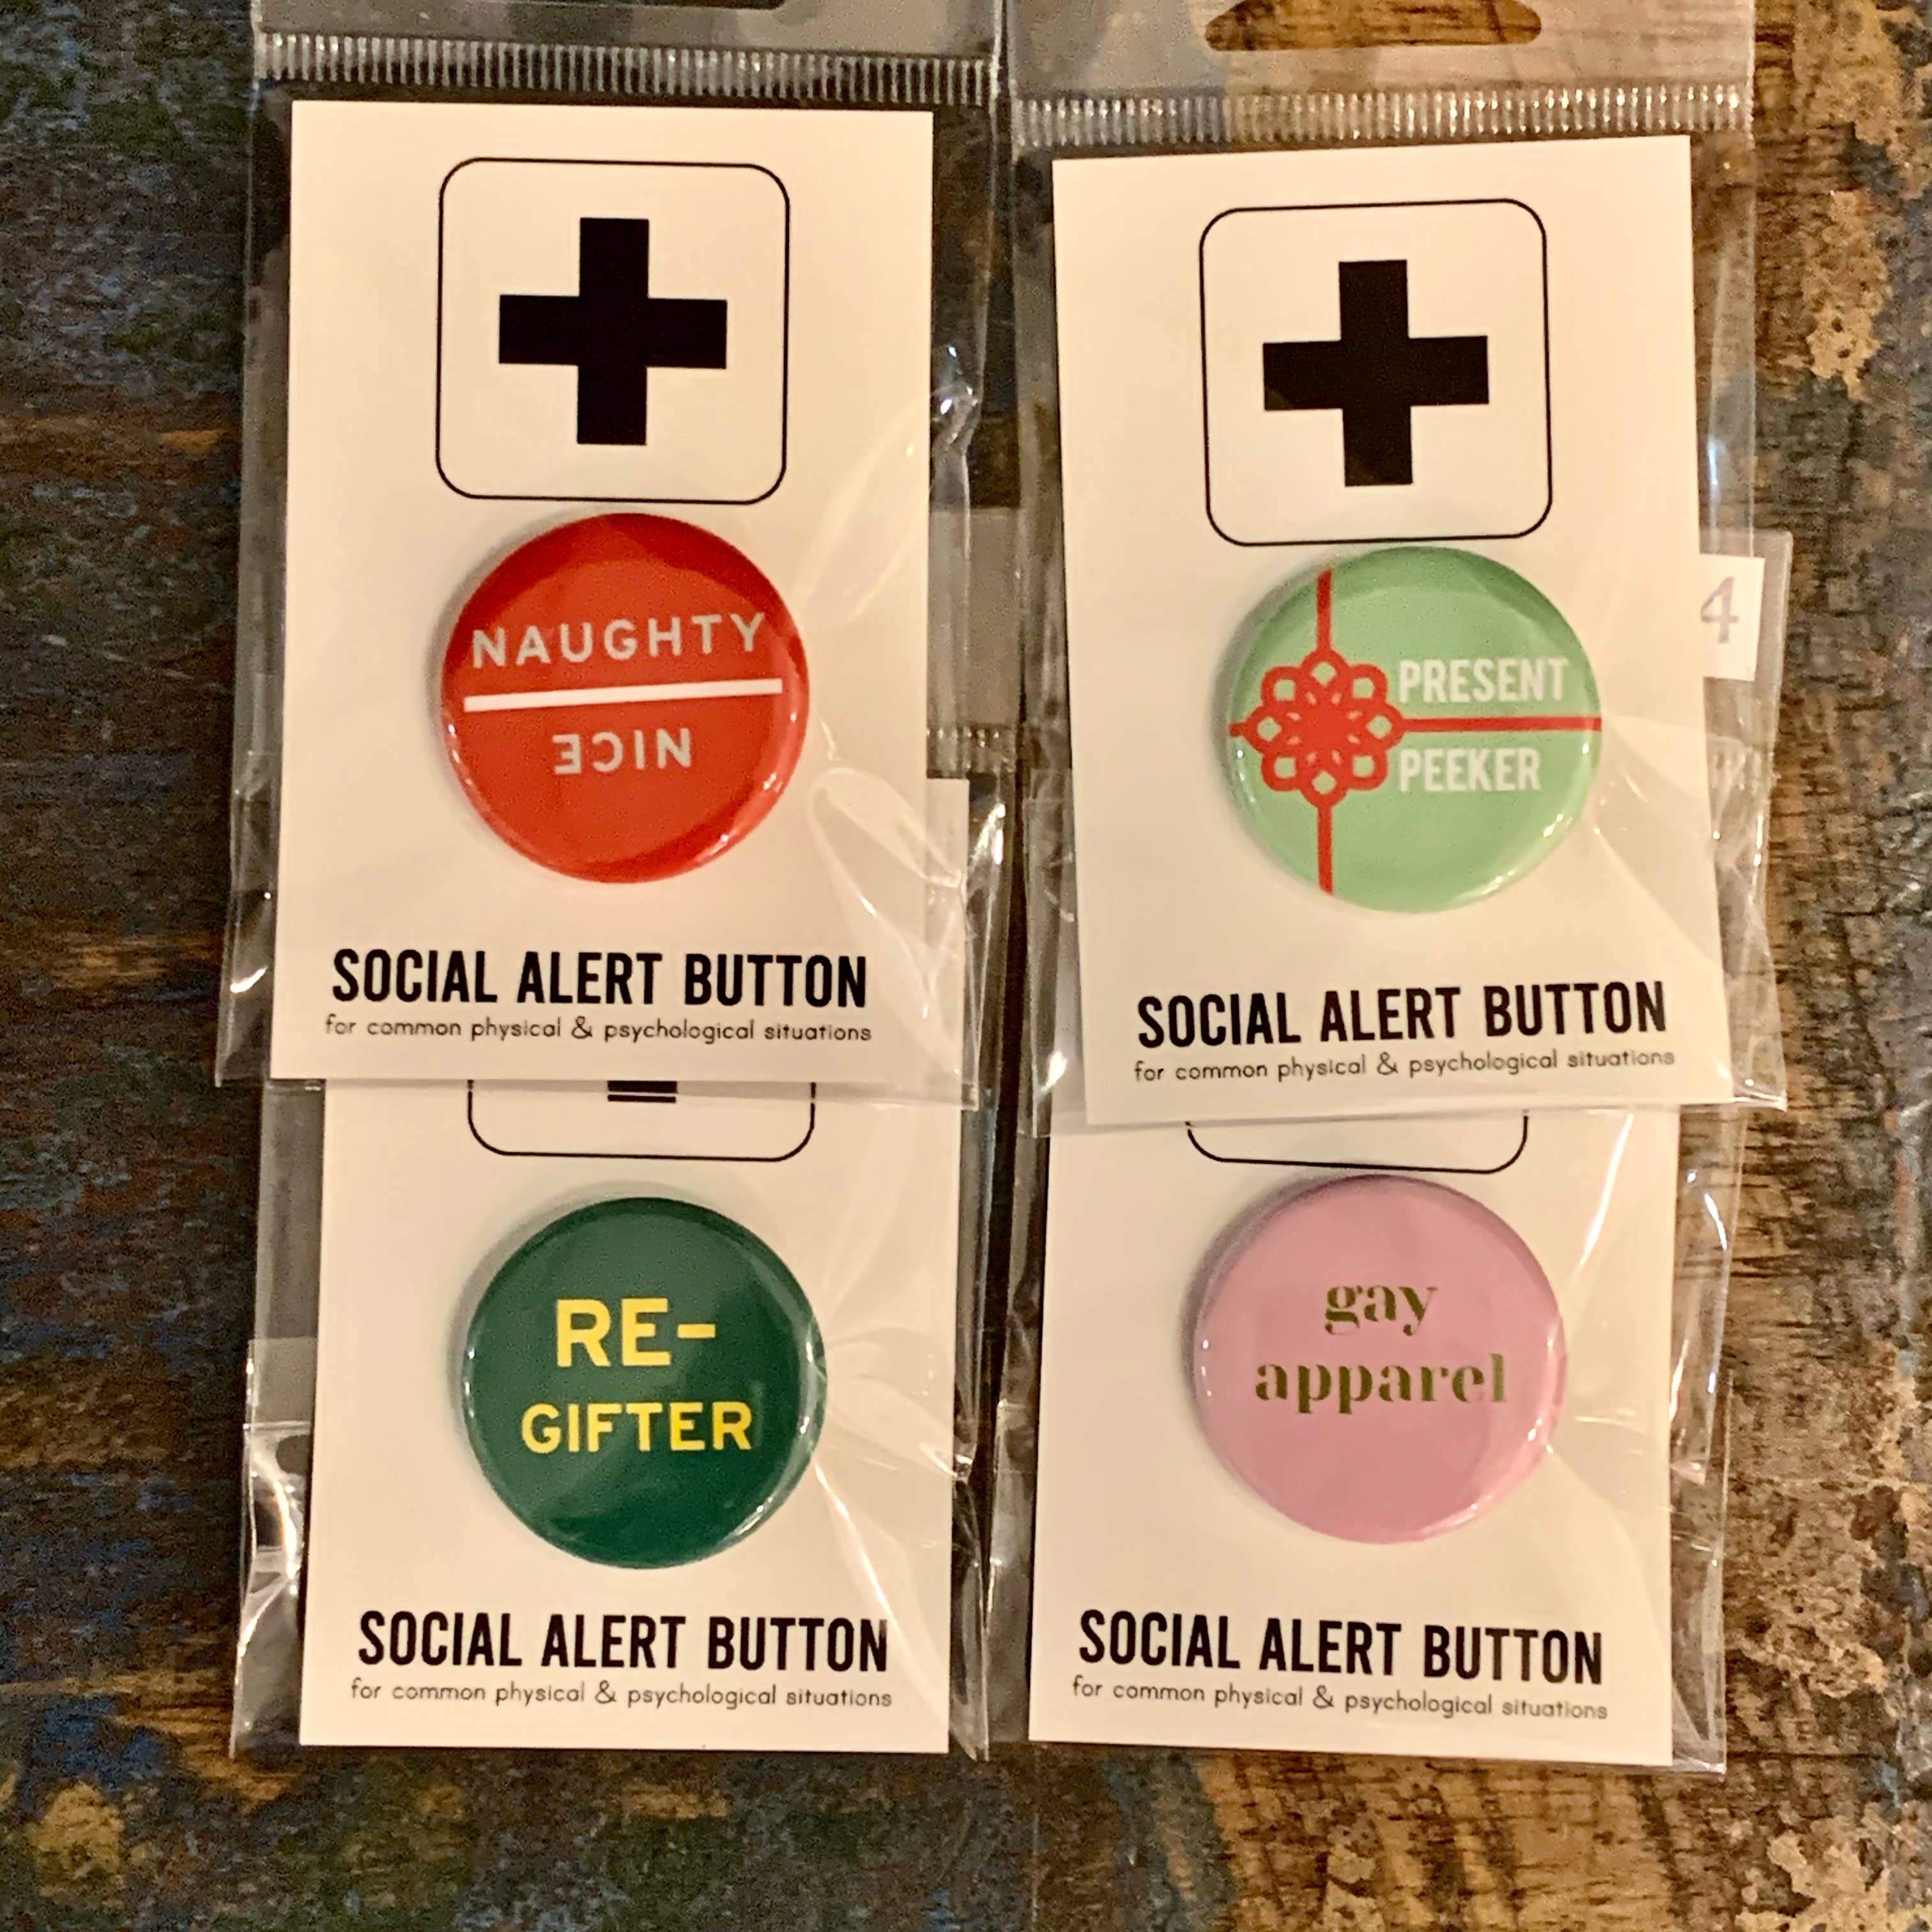 NAUGHTY
NICE
SOCIAL ALERT BUTTON
for common physical & psychological situations
PRESENT
PEEKER
4
SOCIAL ALERT BUTTON
for common physical & psychological situations
RE-
GIFTER
SOCIAL ALERT BUTTON
for common physical & psychological situations
gay
apparel
SOCIAL ALERT BUTTON
for common physical & psychological situations